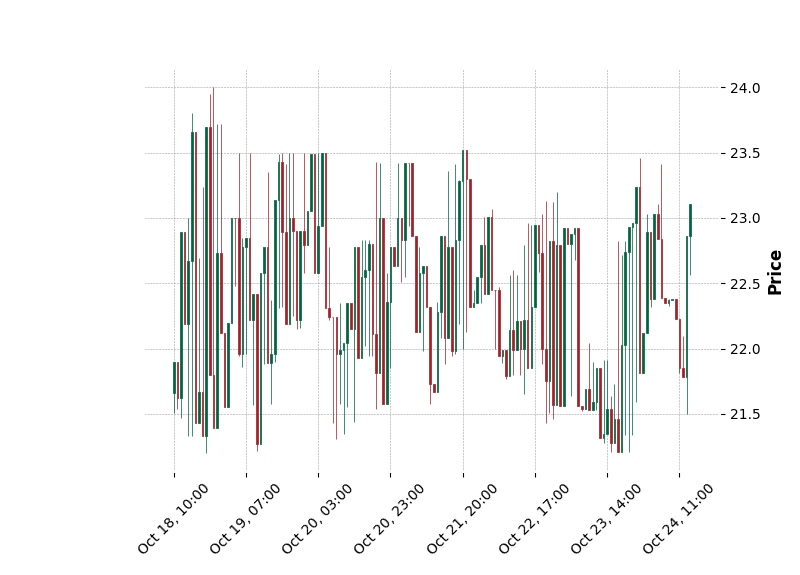 24.0
23.5
23.0
22.5
22.0
21.5
Price
Oct 18, 10:00
Oct 19, 07:00
Oct 20, 03:00
Oct 20, 23:00
Oct 21, 20:00
Oct 22, 17:00
Oct 23, 14:00
Oct 24, 11:00